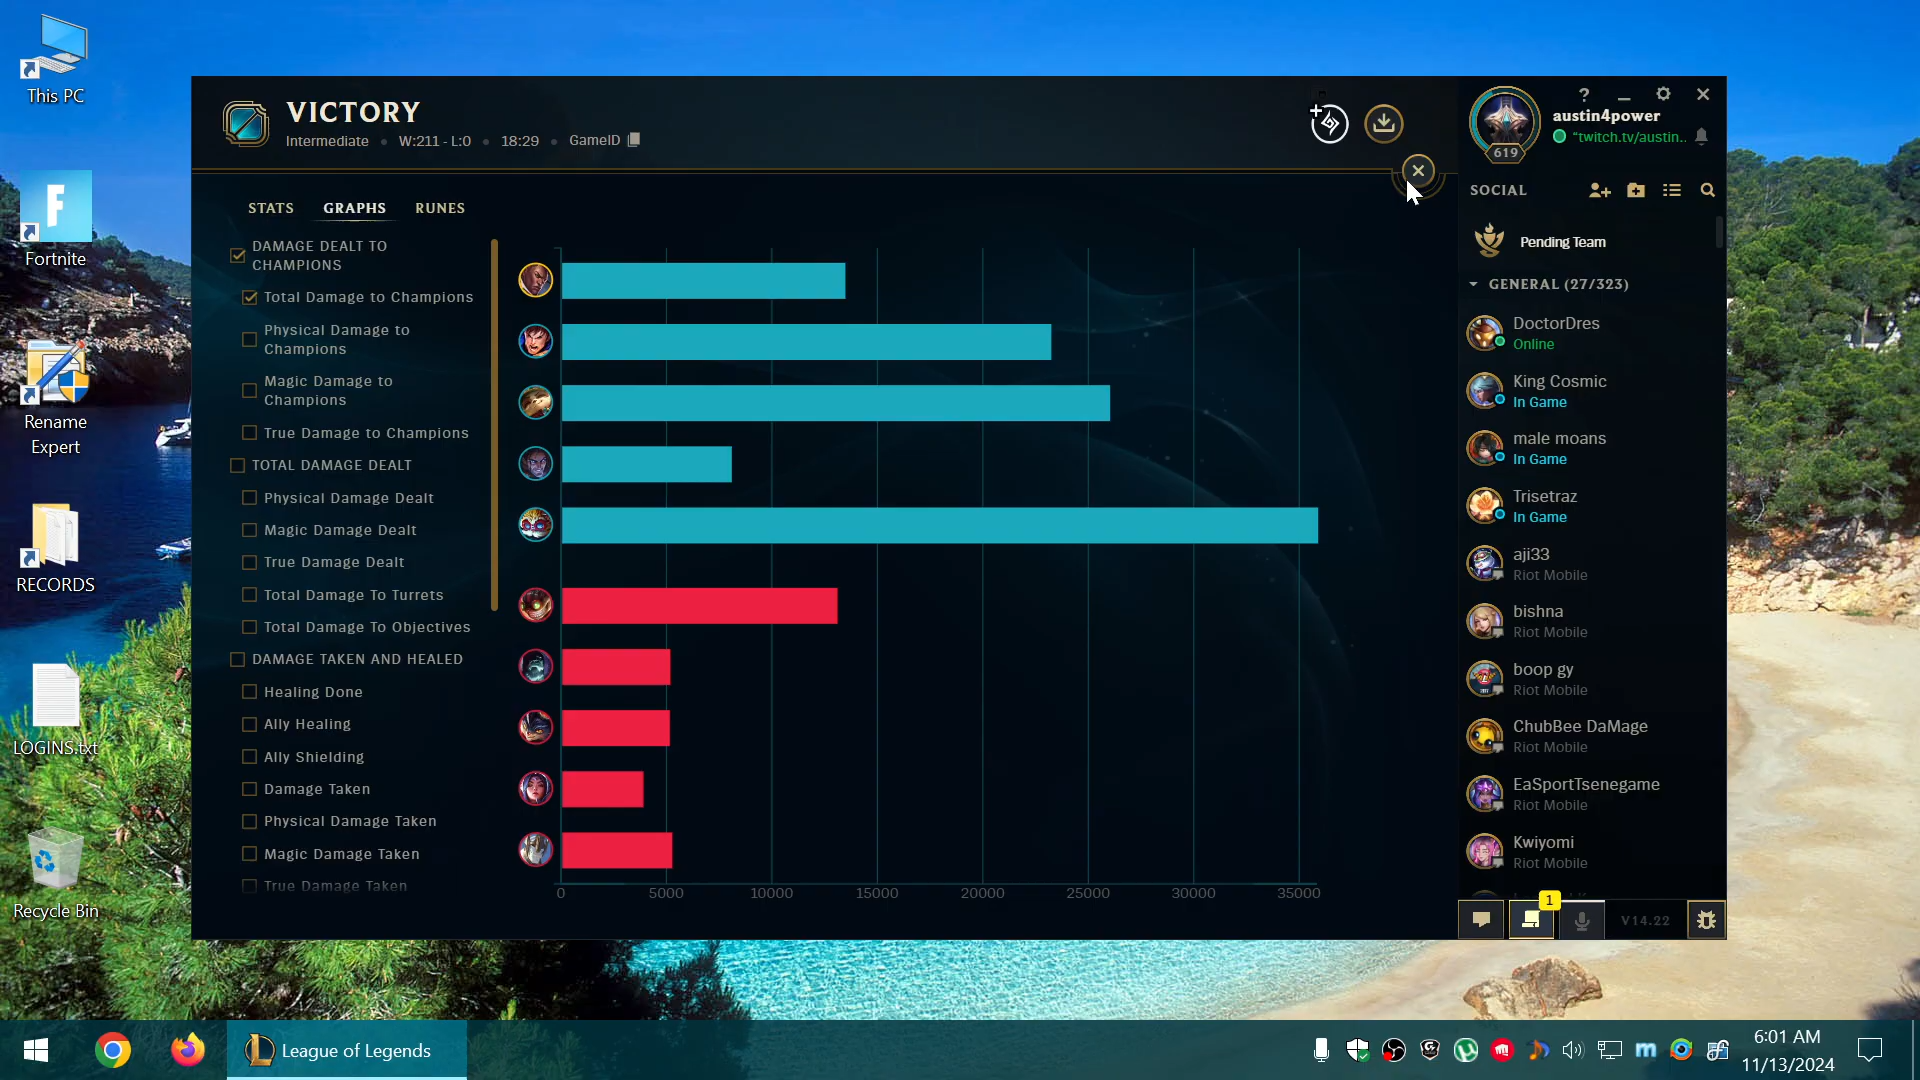 This PC
Fortnite
Rename
Expert
RECORDS
LOGINS.txt
Recycle Bin
VICTORY
Intermediate • W:211 - L:0 • 18:29 • GameID
STATS GRAPHS RUNES
DAMAGE DEALT TO
CHAMPIONS
Total Damage to Champions
Physical Damage to
Champions
Magic Damage to
Champions
True Damage to Champions
TOTAL DAMAGE DEALT
Physical Damage Dealt
Magic Damage Dealt
True Damage Dealt
Total Damage To Turrets
Total Damage To Objectives
DAMAGE TAKEN AND HEALED
Healing Done
Ally Healing
Ally Shielding
Damage Taken
Physical Damage Taken
Magic Damage Taken
True Damage Taken
0 5000 10000 15000 20000 25000 30000 35000
?
austin4power
"twitch.tv/austin..
619
SOCIAL
Pending Team
GENERAL (27/323)
DoctorDres
Online
King Cosmic
In Game
male moans
In Game
Trisetraz
In Game
aji33
Riot Mobile
bishna
Riot Mobile
boop gy
Riot Mobile
ChubBee DaMage
Riot Mobile
EaSportTsenegame
Riot Mobile
Kwiyomi
Riot Mobile
1
V14.22
League of Legends
6:01 AM
11/13/2024